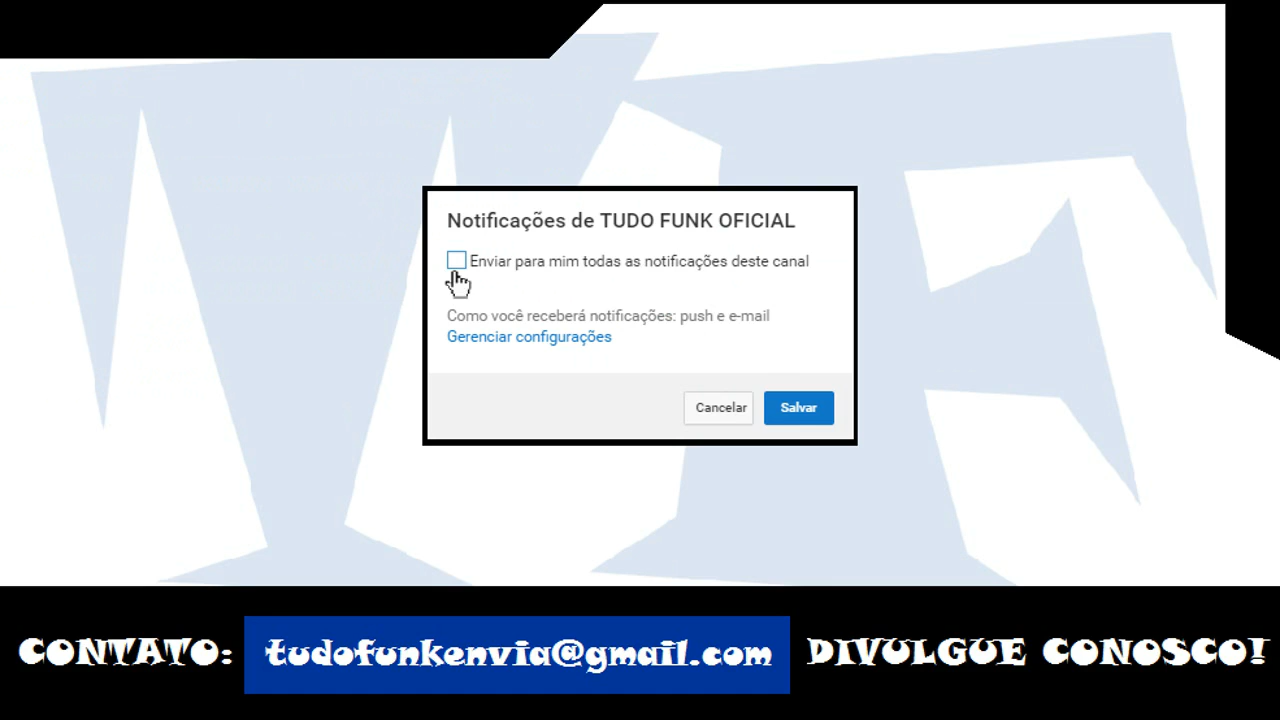 Notificações de TUDO FUNK OFICIAL
Enviar para mim todas as notificações deste canal
Como você receberá notificações: push e e-mail
Gerenciar configurações
Cancelar
Salvar
CONTATO: tudofunkenvia@gmail.com DIVULGUE CONOSCO!